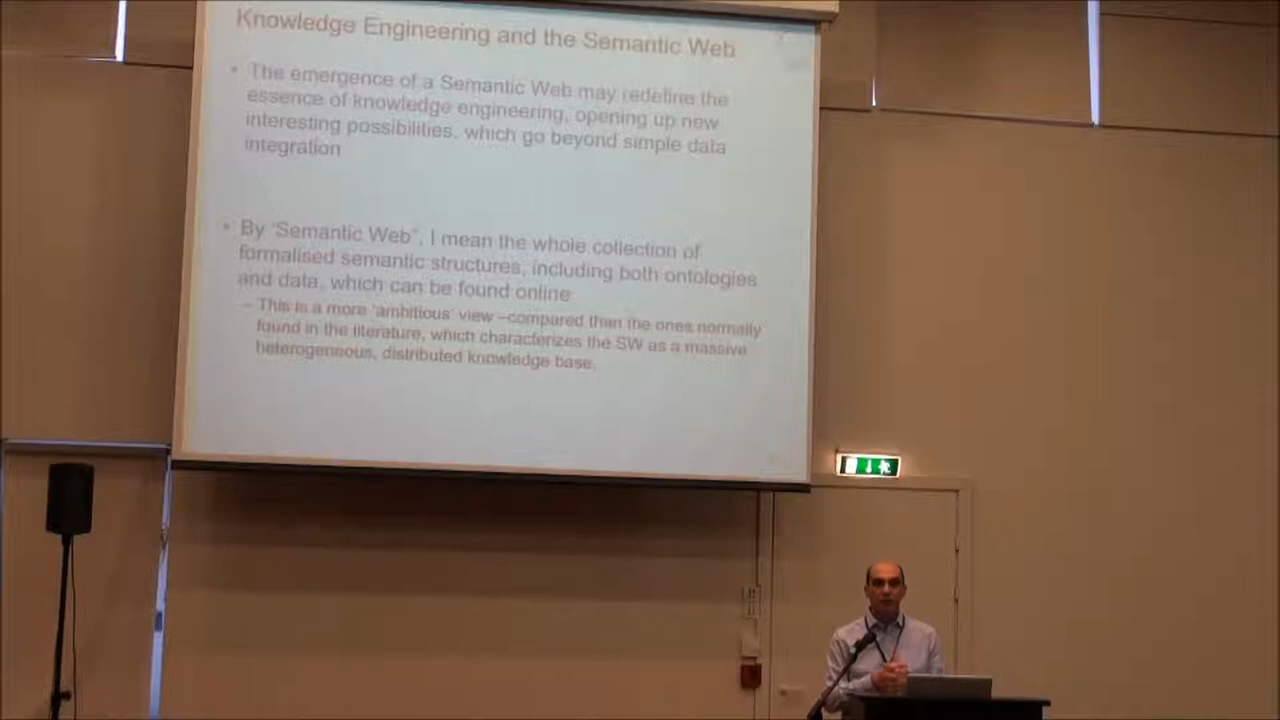 Knowledge Engineering and the Semantic Web
• The emergence of a Semantic Web may redefine the
essence of knowledge engineering, opening up new
interesting possibilities, which go beyond simple data
integration
• By “Semantic Web”, I mean the whole collection of
formalised semantic structures, including both ontologies
and data, which can be found online
– This is a more ‘ambitious’ view –compared than the ones normally
found in the literature, which characterizes the SW as a massive
heterogeneous, distributed knowledge base.